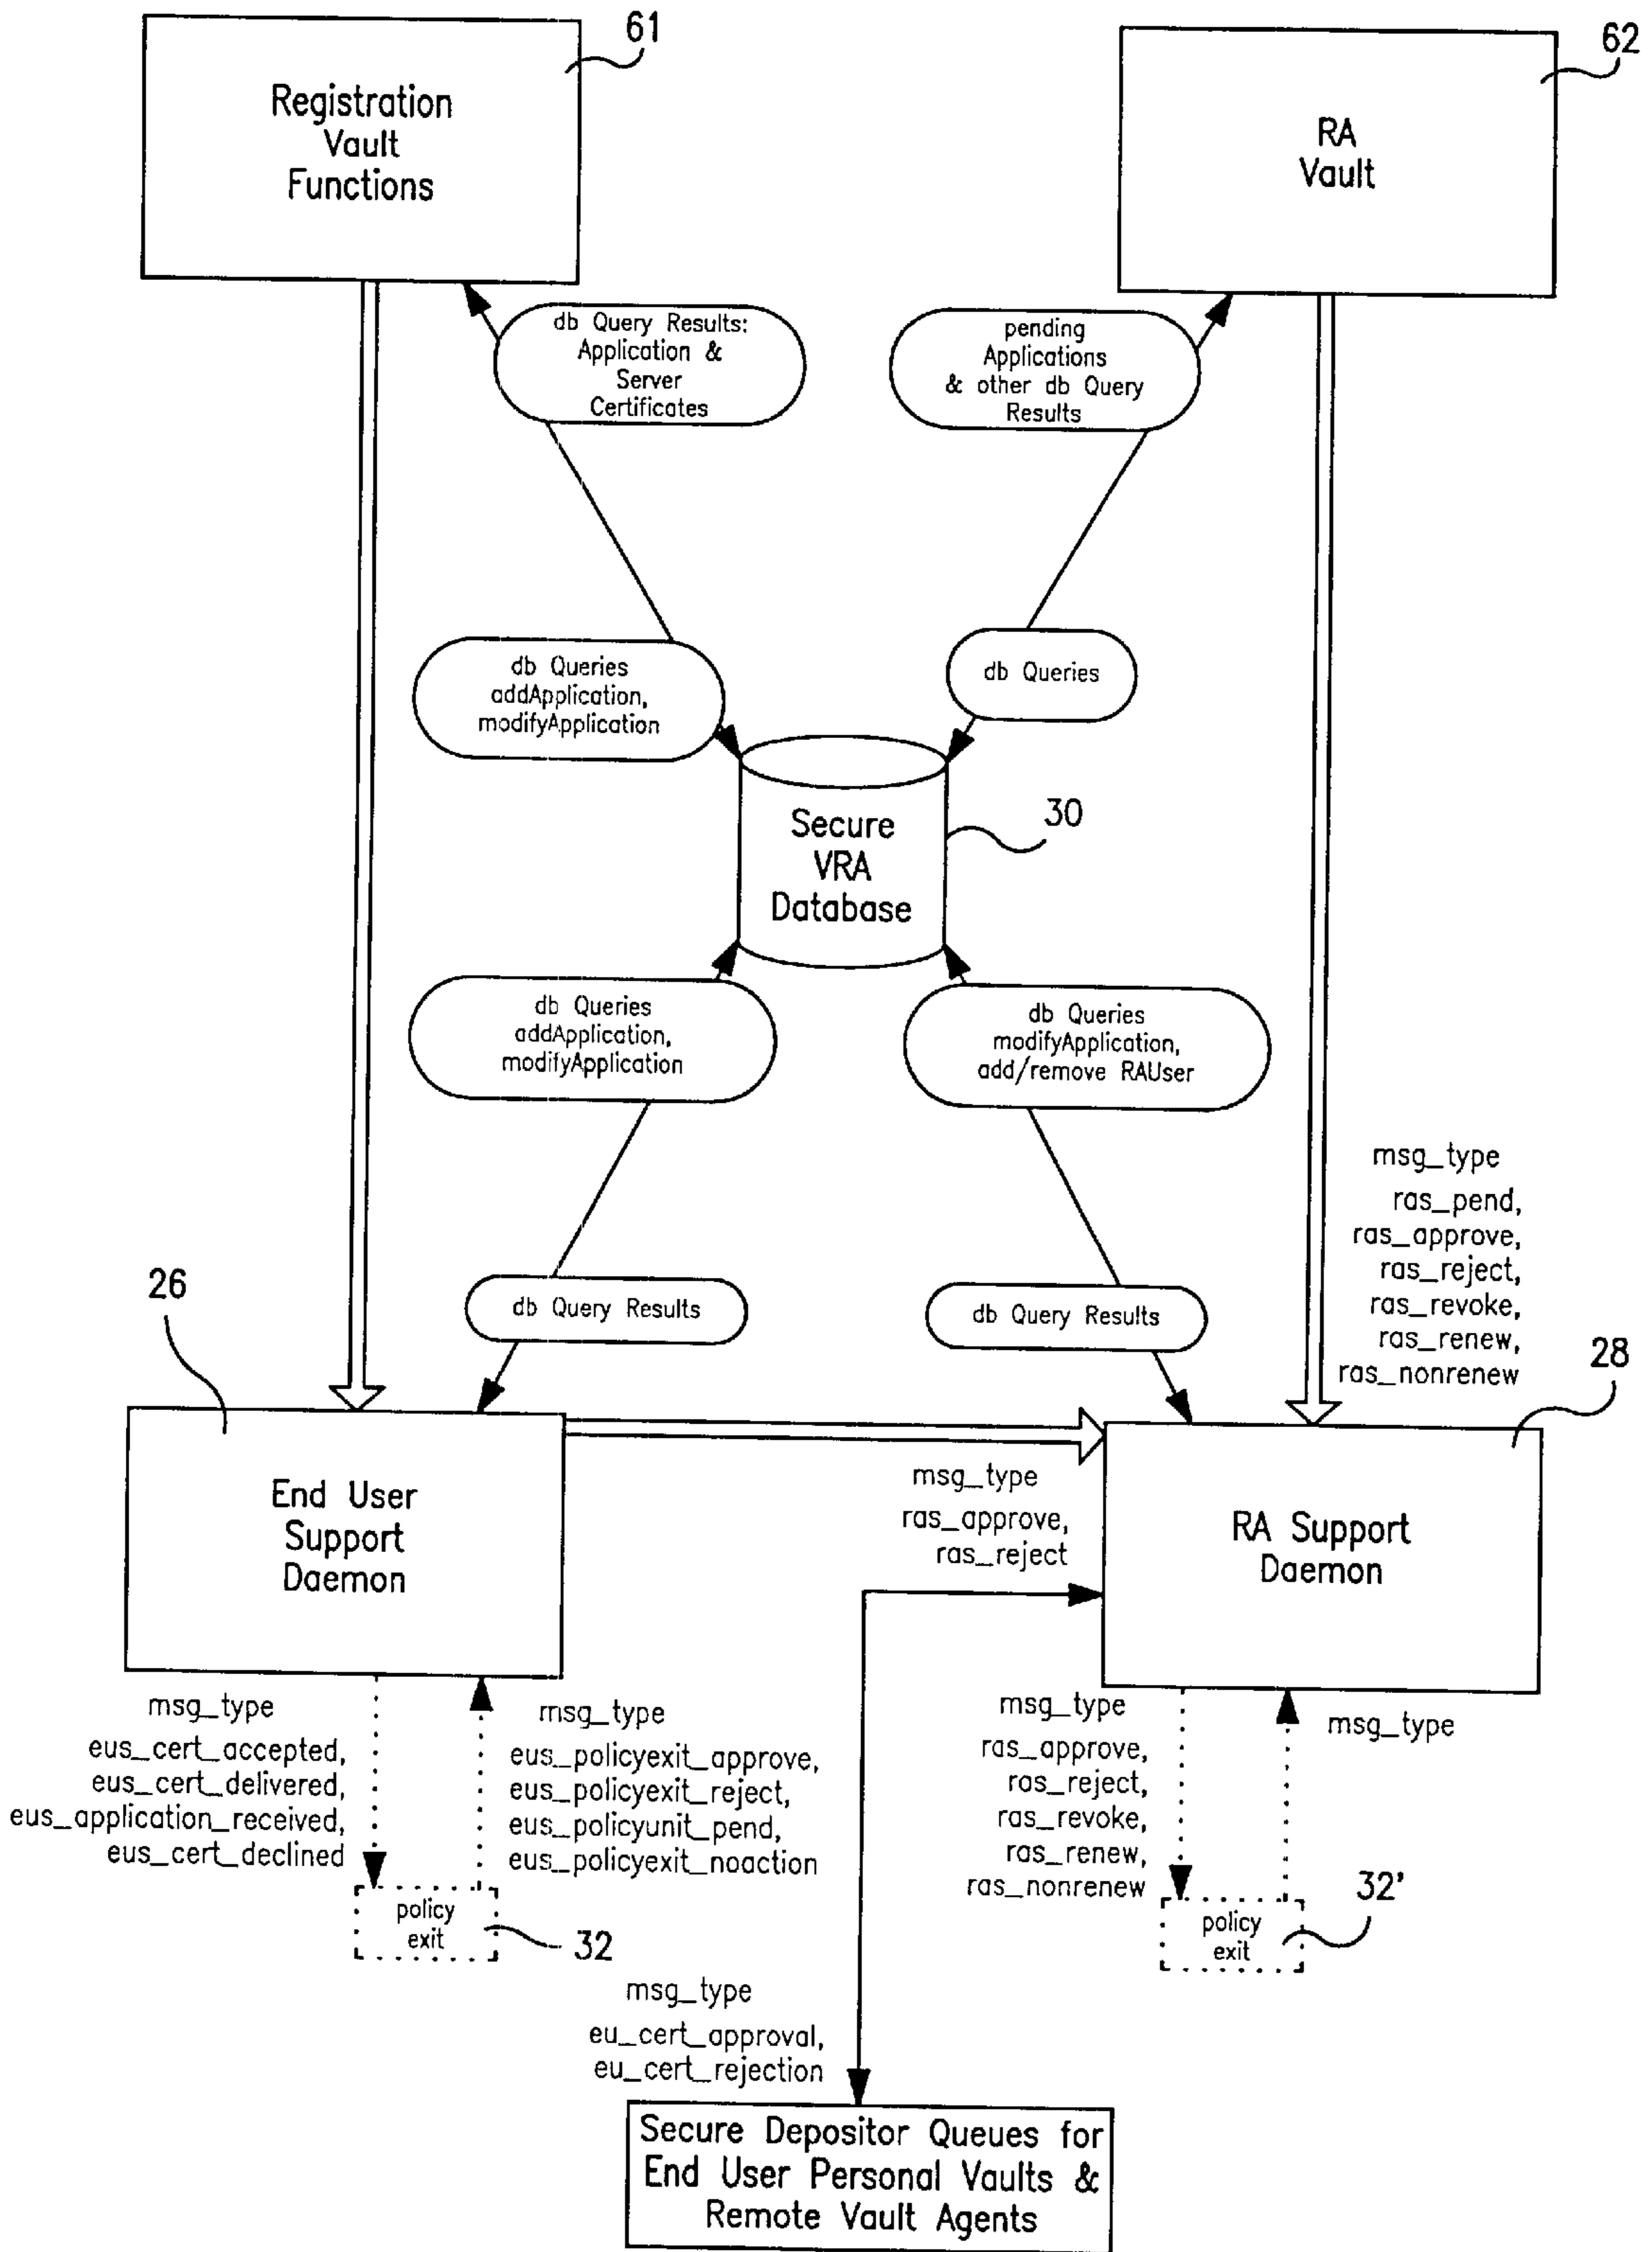 61
62
Registration
Vault
Functions
RA
Vault
db Query Results:
Application &
Server
Certificates
pending
Applications
& other db Query
Results
db Queries
addApplication,
modifyApplication
db Queries
30
Secure
VRA
Database
db Queries
addApplication,
modifyApplication
db Queries
modifyApplication,
add/remove RAUser
msg_type
ras_pend,
ras_approve,
ras_reject,
ras_revoke,
ras_renew,
ras_nonrenew
26
db Query Results
db Query Results
28
End User
Support
Daemon
msg_type
ras_approve,
ras_reject
RA Support
Daemon
msg_type
eus_cert_accepted,
eus_cert_delivered,
eus_application_received,
eus_cert_declined
msg_type
eus_policyexit_approve,
eus_policyexit_reject,
eus_policyunit_pend,
eus_policyexit_noaction
msg_type
ras_approve,
ras_reject,
ras_revoke,
ras_renew,
ras_nonrenew
msg_type
policy
exit
32
policy
exit
32'
msg_type
eu_cert_approval,
eu_cert_rejection
Secure Depositor Queues for
End User Personal Vaults &
Remote Vault Agents